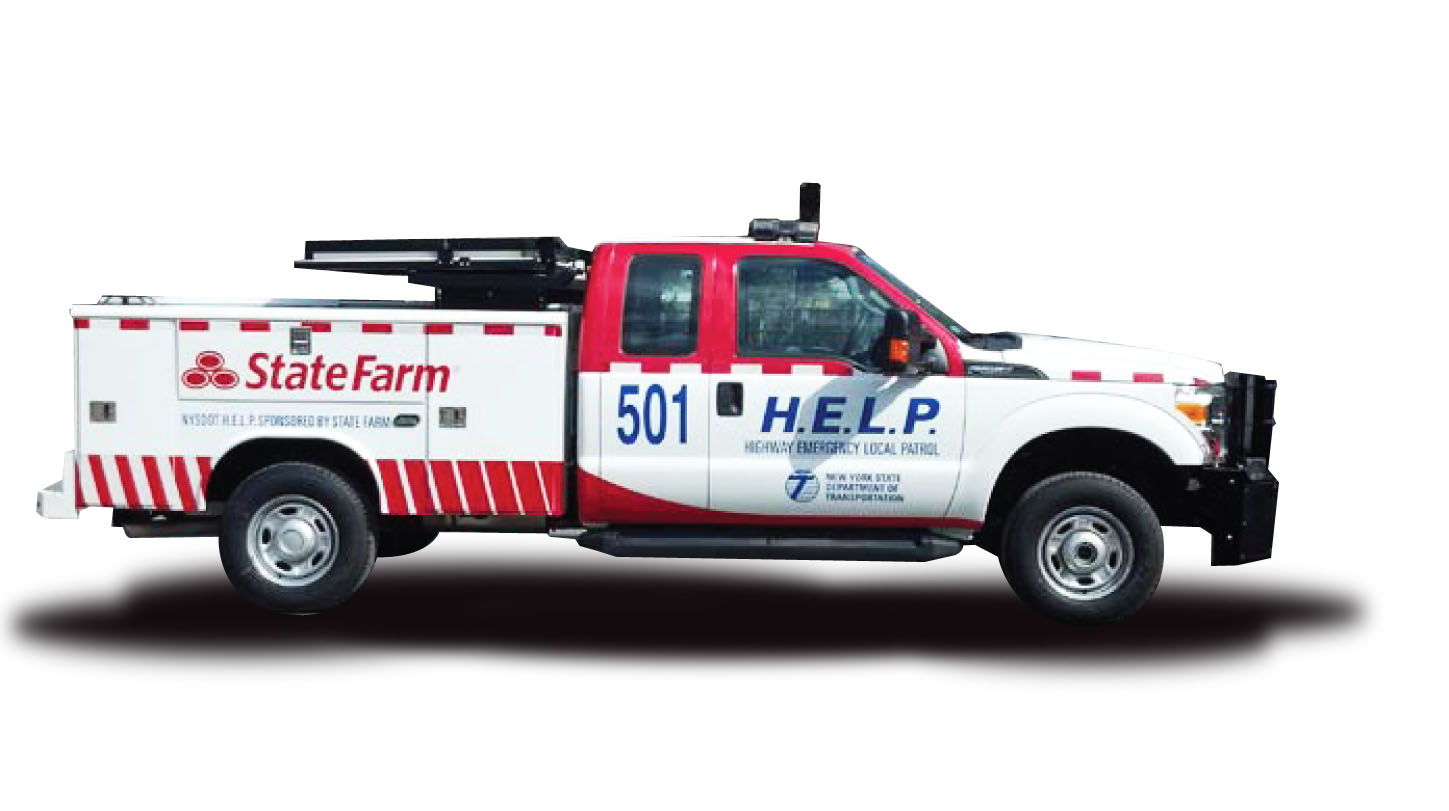 StateFarm
NYSDOT H.E.L.P. SPONSORED BY STATE FARM
501
H.E.L.P.
HIGHWAY EMERGENCY LOCAL PATROL
NEW YORK STATE
DEPARTMENT OF
TRANSPORTATION